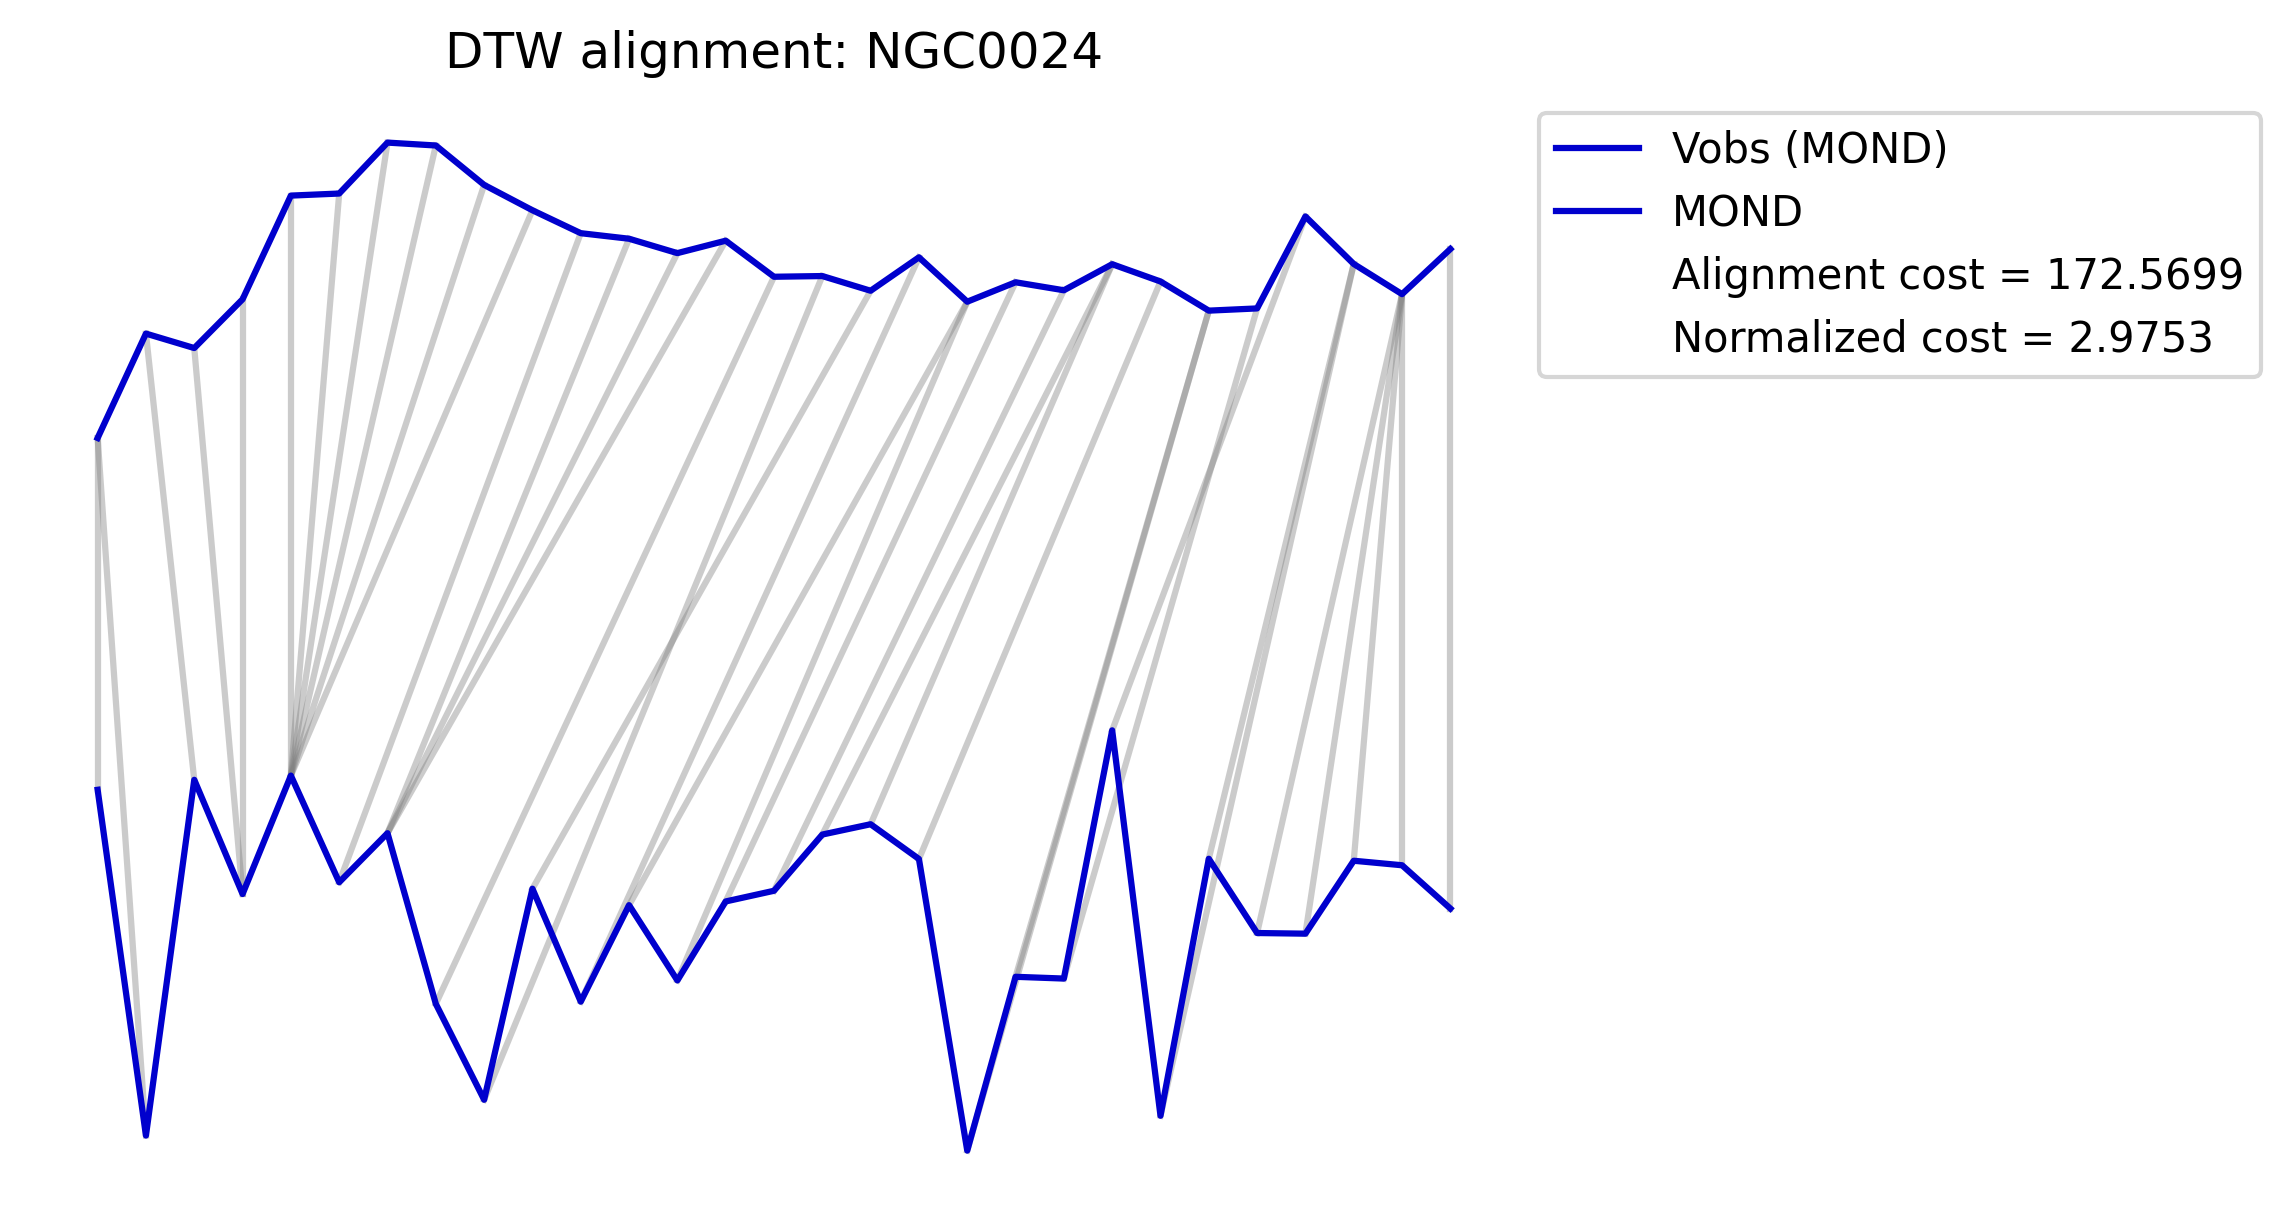 DTW alignment: NGC0024
Vobs (MOND)
MOND
Alignment cost = 172.5699
Normalized cost = 2.9753